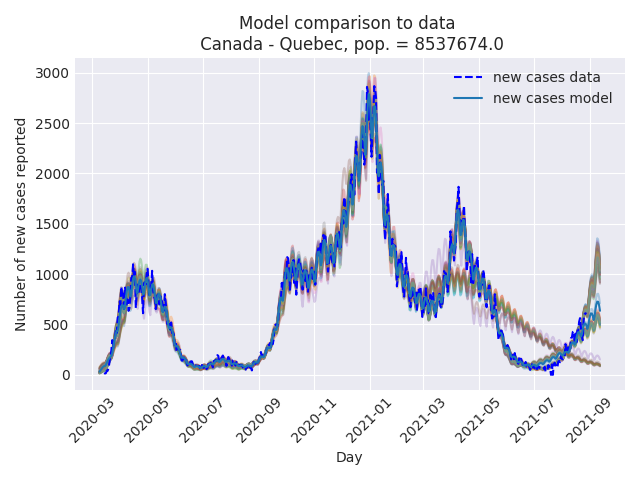 Model comparison to data
Canada - Quebec, pop. = 8537674.0
new cases data
new cases model
Number of new cases reported
3000
2500
2000
1500
1000
500
0
2020-03
2020-05
2020-07
2020-09
2020-11
2021-01
2021-03
2021-05
2021-07
2021-09
Day